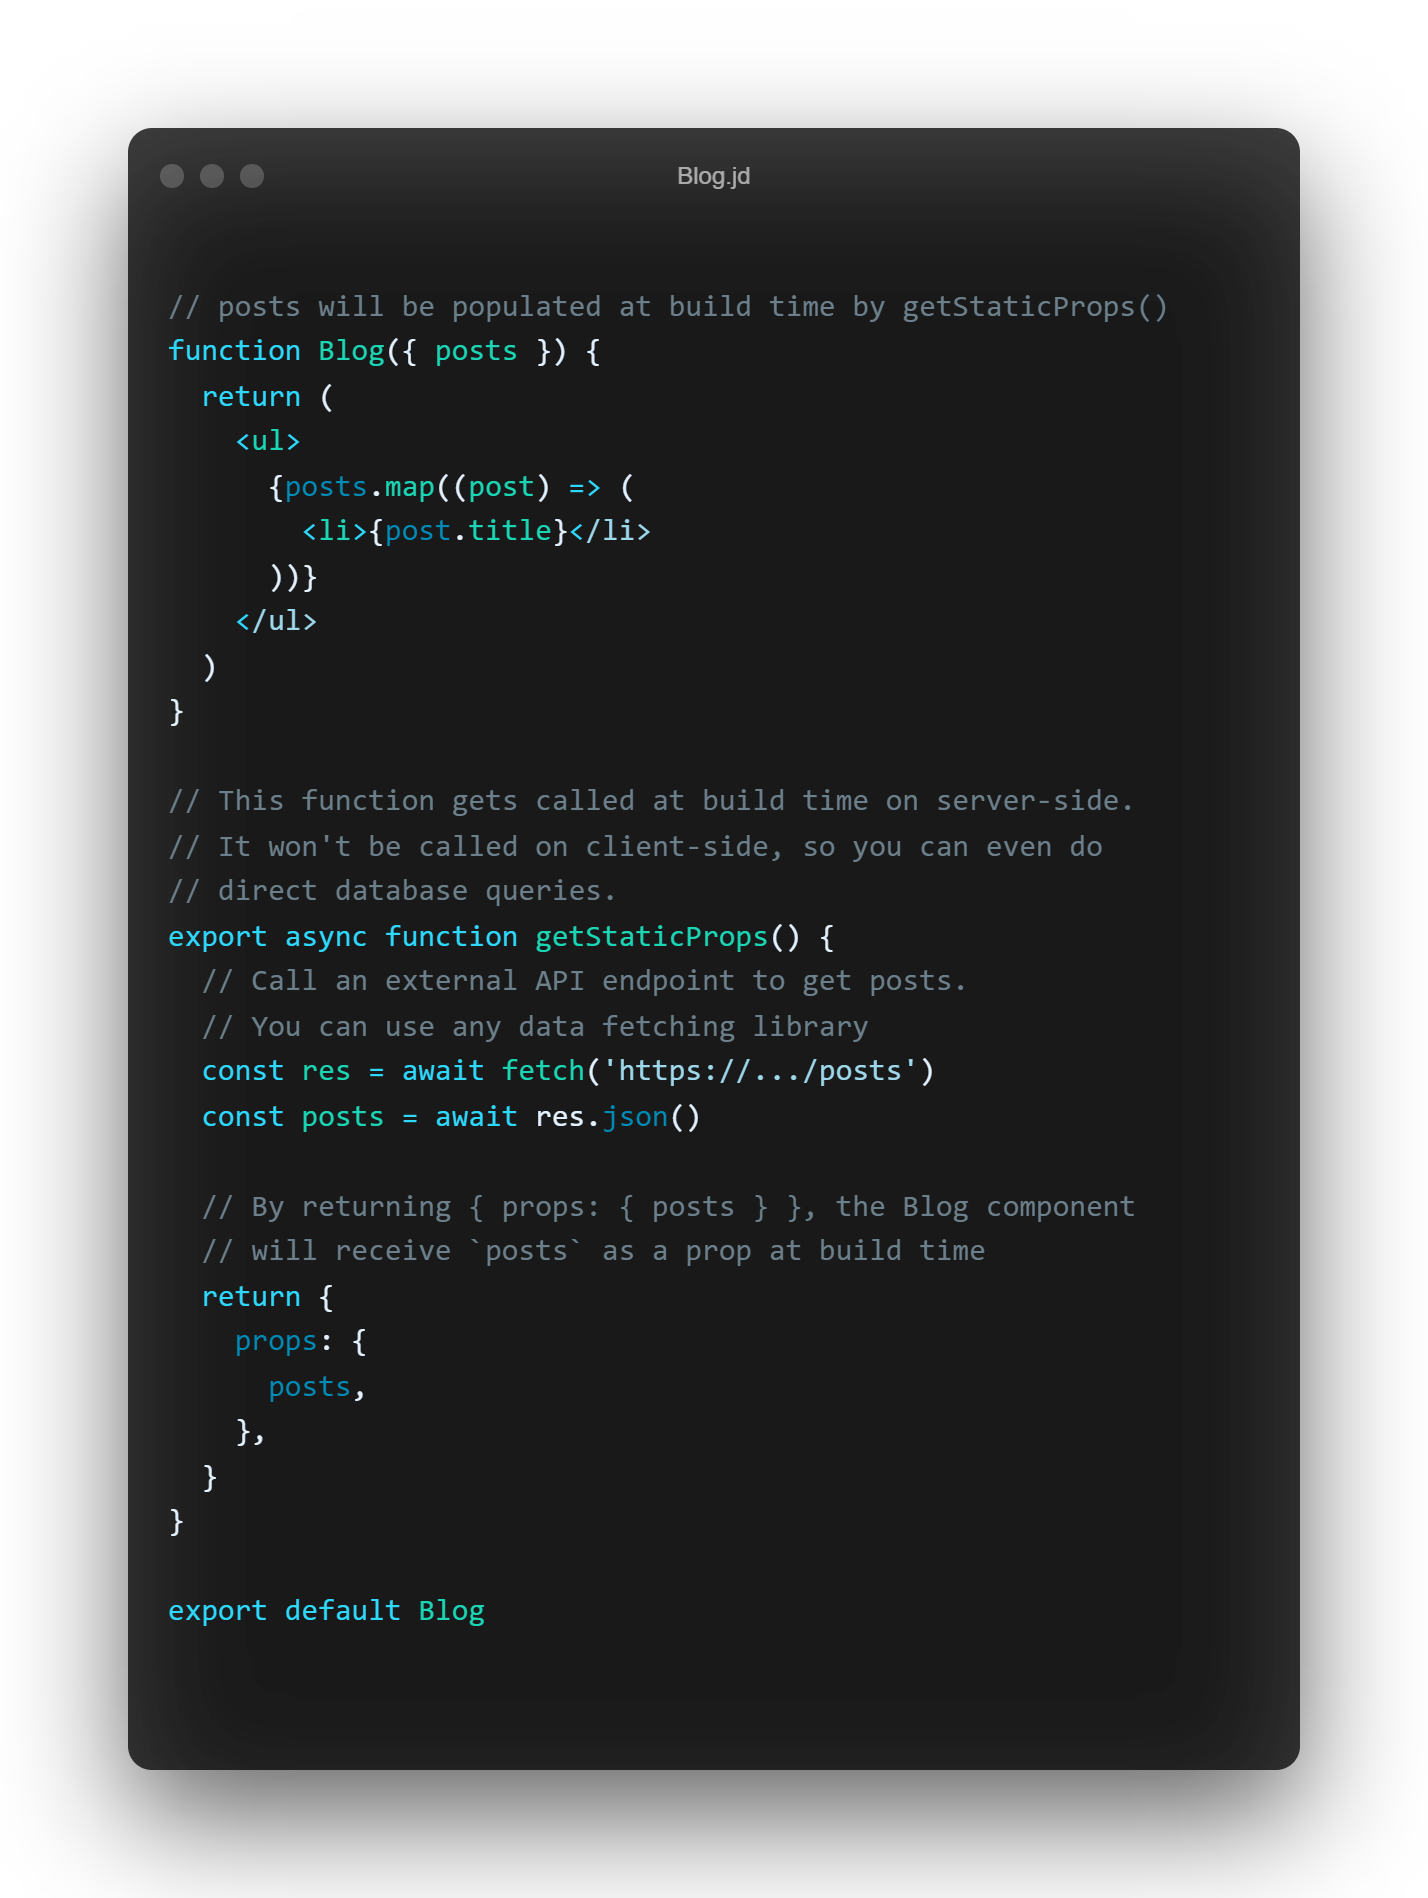 Blog.jd
// posts will be populated at build time by getStaticProps()
function Blog({ posts }) {
  return (
    <ul>
      {posts.map((post) => (
        <li>{post.title}</li>
      ))}
    </ul>
  )
}

// This function gets called at build time on server-side.
// It won't be called on client-side, so you can even do
// direct database queries.
export async function getStaticProps() {
  // Call an external API endpoint to get posts.
  // You can use any data fetching library
  const res = await fetch('https://.../posts')
  const posts = await res.json()

  // By returning { props: { posts } }, the Blog component
  // will receive `posts` as a prop at build time
  return {
    props: {
      posts,
    },
  }
}

export default Blog